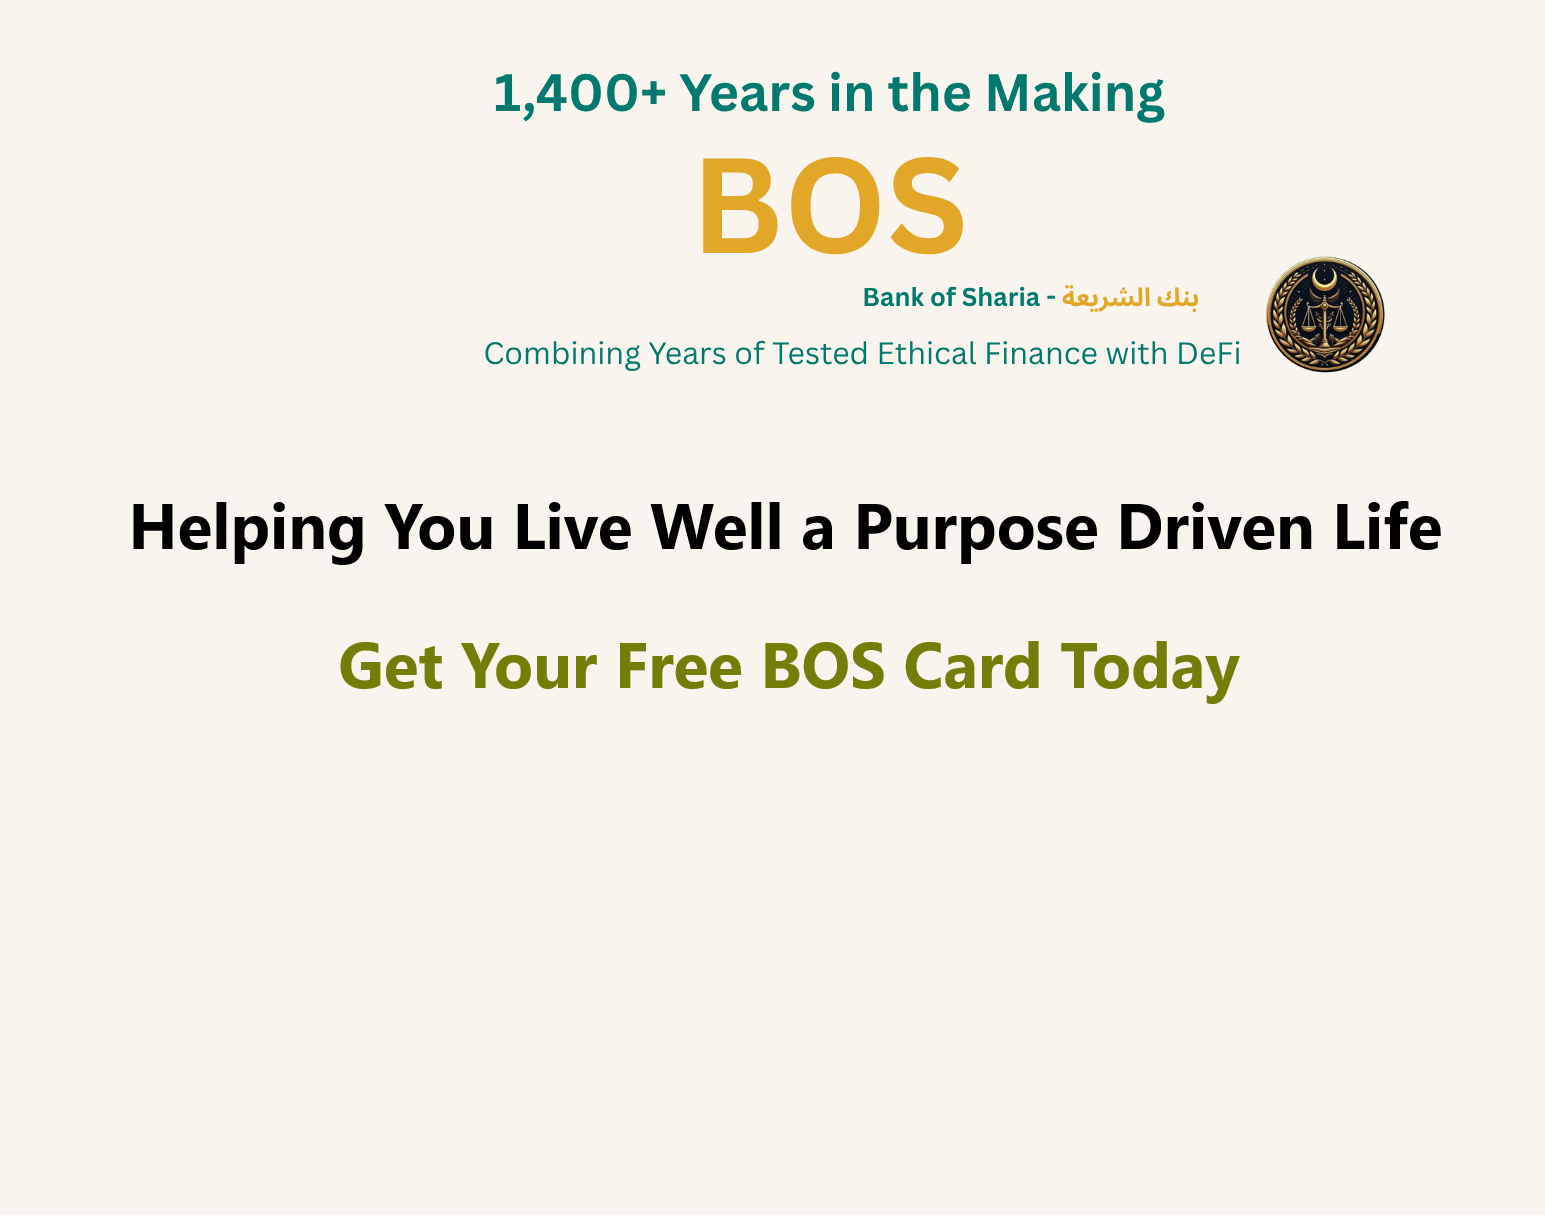 1,400+ Years in the Making
BOS
Bank of Sharia - بنك الشريعة
Combining Years of Tested Ethical Finance with DeFi
Helping You Live Well a Purpose Driven Life
Get Your Free BOS Card Today